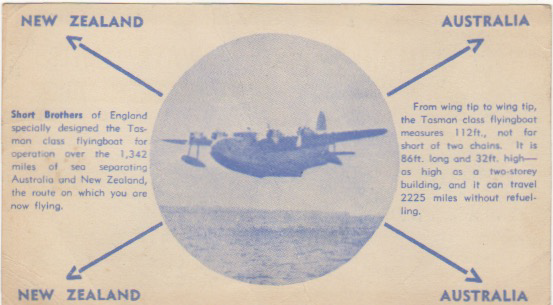 NEW ZEALAND
AUSTRALIA
Short Brothers of England
specially designed the Tas-
man class flyingboat for
operation over the 1,342
miles of sea separating
Australia and New Zealand,
the route on which you are
now flying.
From wing tip to wing tip,
the Tasman class flyingboat
measures 112ft., not far
short of two chains. It is
86ft. long and 32ft. high—
as high as a two-storey
building, and it can travel
2225 miles without refuel-
ling.
NEW ZEALAND
AUSTRALIA